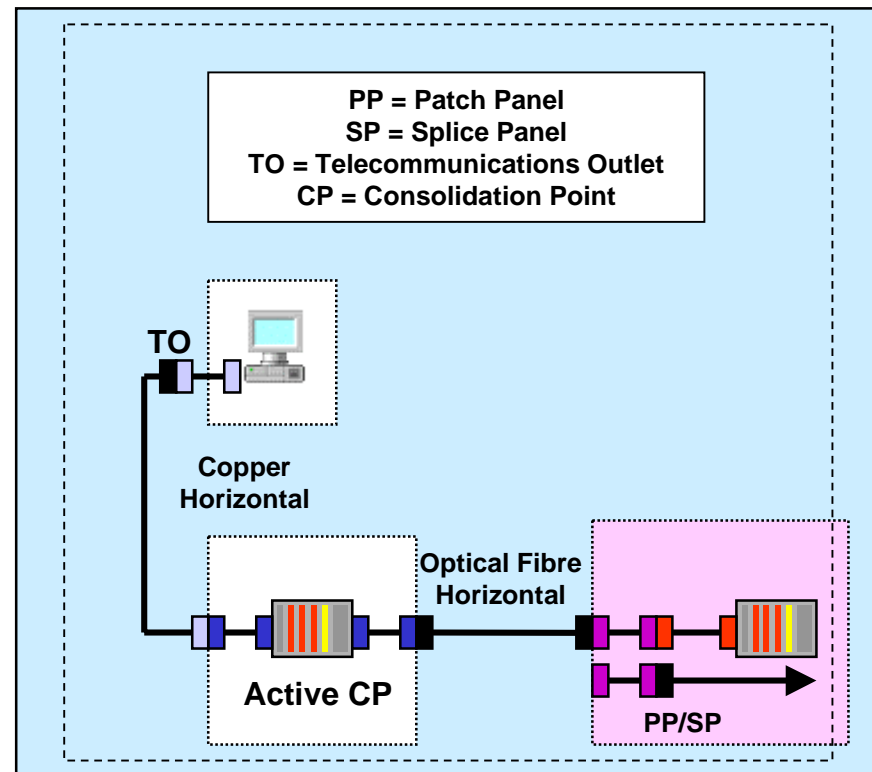 PP = Patch Panel
SP = Splice Panel
TO = Telecommunications Outlet
CP = Consolidation Point
TO
Copper
Horizontal
Optical Fibre
Horizontal
Active CP
PP/SP